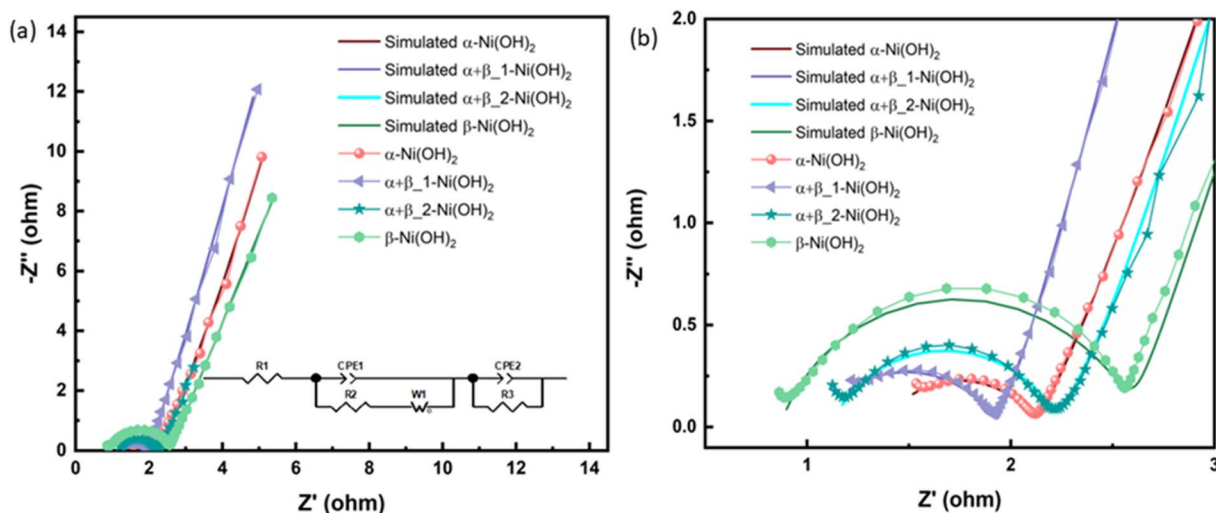 (a)
14
12
10
8
6
4
2
0
-Z'' (ohm)
Simulated α-Ni(OH)₂
Simulated α+β_1-Ni(OH)₂
Simulated α+β_2-Ni(OH)₂
Simulated β-Ni(OH)₂
α-Ni(OH)₂
α+β_1-Ni(OH)₂
α+β_2-Ni(OH)₂
β-Ni(OH)₂
R1
CPE1
R2
W1
CPE2
R3
0 2 4 6 8 10 12 14
Z' (ohm)
(b)
2.0
1.5
1.0
0.5
0.0
-Z'' (ohm)
Simulated α-Ni(OH)₂
Simulated α+β_1-Ni(OH)₂
Simulated α+β_2-Ni(OH)₂
Simulated β-Ni(OH)₂
α-Ni(OH)₂
α+β_1-Ni(OH)₂
α+β_2-Ni(OH)₂
β-Ni(OH)₂
1 2 3
Z' (ohm)